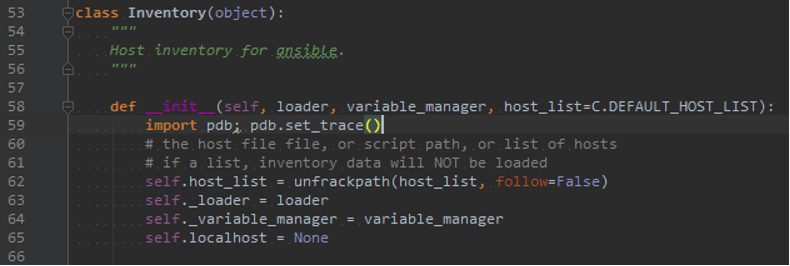 53 class Inventory(object):
54     """
55     Host inventory for ansible.
56     """
57
58     def __init__(self, loader, variable_manager, host_list=C.DEFAULT_HOST_LIST):
59         import pdb; pdb.set_trace()
60         # the host file file, or script path, or list of hosts
61         # if a list, inventory data will NOT be loaded
62         self.host_list = unfrackpath(host_list, follow=False)
63         self._loader = loader
64         self._variable_manager = variable_manager
65         self.localhost = None
66